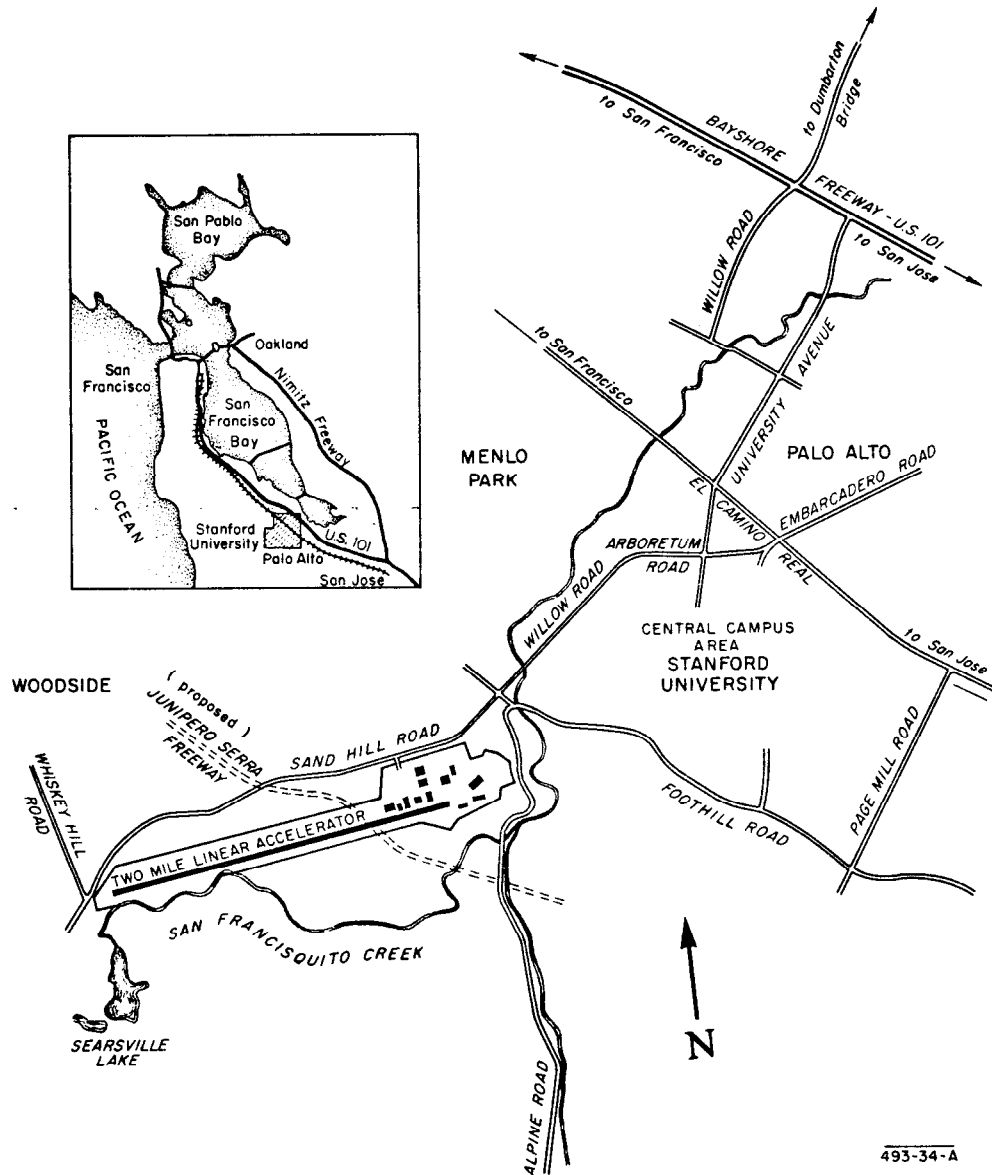 to Dumbarton
Bridge
BAYSHORE
to San Francisco
FREEWAY - U.S. 101
to San Jose
WILLOW ROAD
San Pablo
Bay
Oakland
San
Francisco
Nimitz Freeway
San
Francisco
Bay
PACIFIC OCEAN
Stanford
University
U.S. 101
Palo Alto
San Jose
to San Francisco
UNIVERSITY AVENUE
MENLO
PARK
PALO ALTO
EL CAMINO REAL
EMBARCADERO ROAD
ARBORETUM
ROAD
WILLOW ROAD
CENTRAL CAMPUS
AREA
STANFORD
UNIVERSITY
to San Jose
WOODSIDE
( proposed )
JUNIPERO SERRA
FREEWAY
SAND HILL ROAD
WHISKEY HILL
ROAD
PAGE MILL ROAD
FOOTHILL ROAD
TWO MILE LINEAR ACCELERATOR
SAN FRANCISQUITO CREEK
SEARSVILLE
LAKE
N
ALPINE ROAD
493-34-A